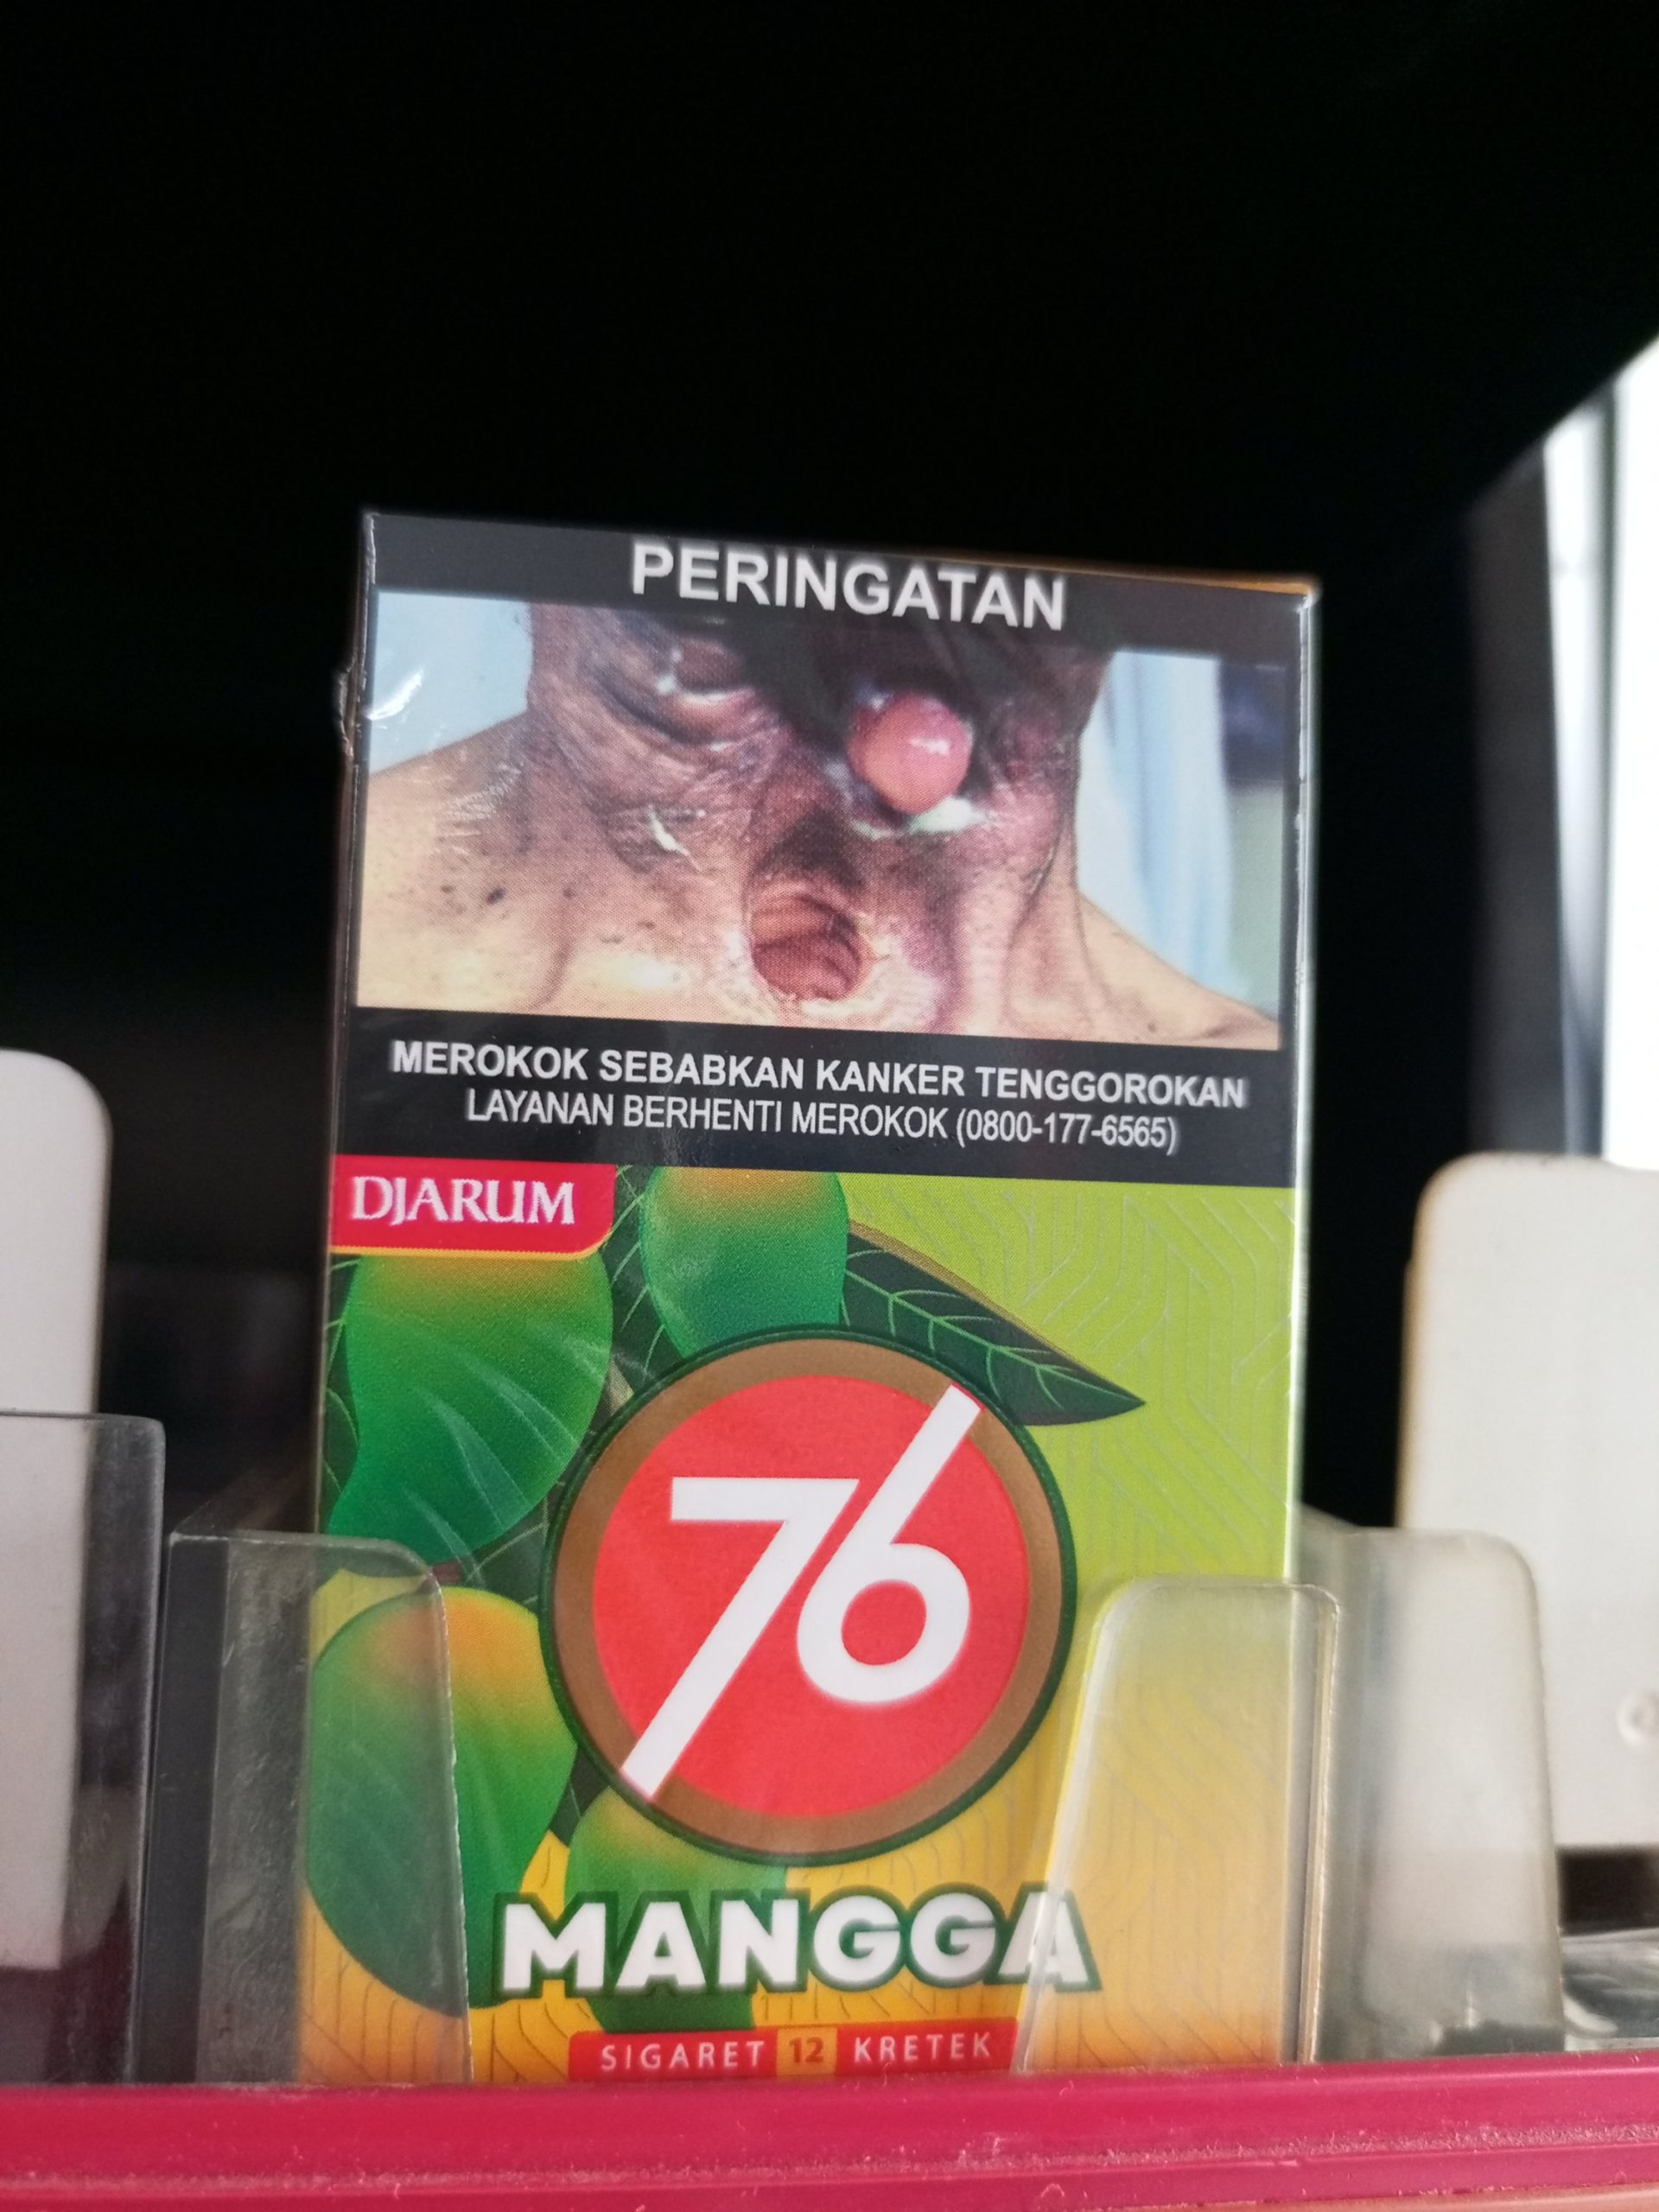 PERINGATAN
MEROKOK SEBABKAN KANKER TENGGOROKAN
LAYANAN BERHENTI MEROKOK (0800-177-6565)
DJARUM
76
MANGGA
SIGARET 12 KRETEK